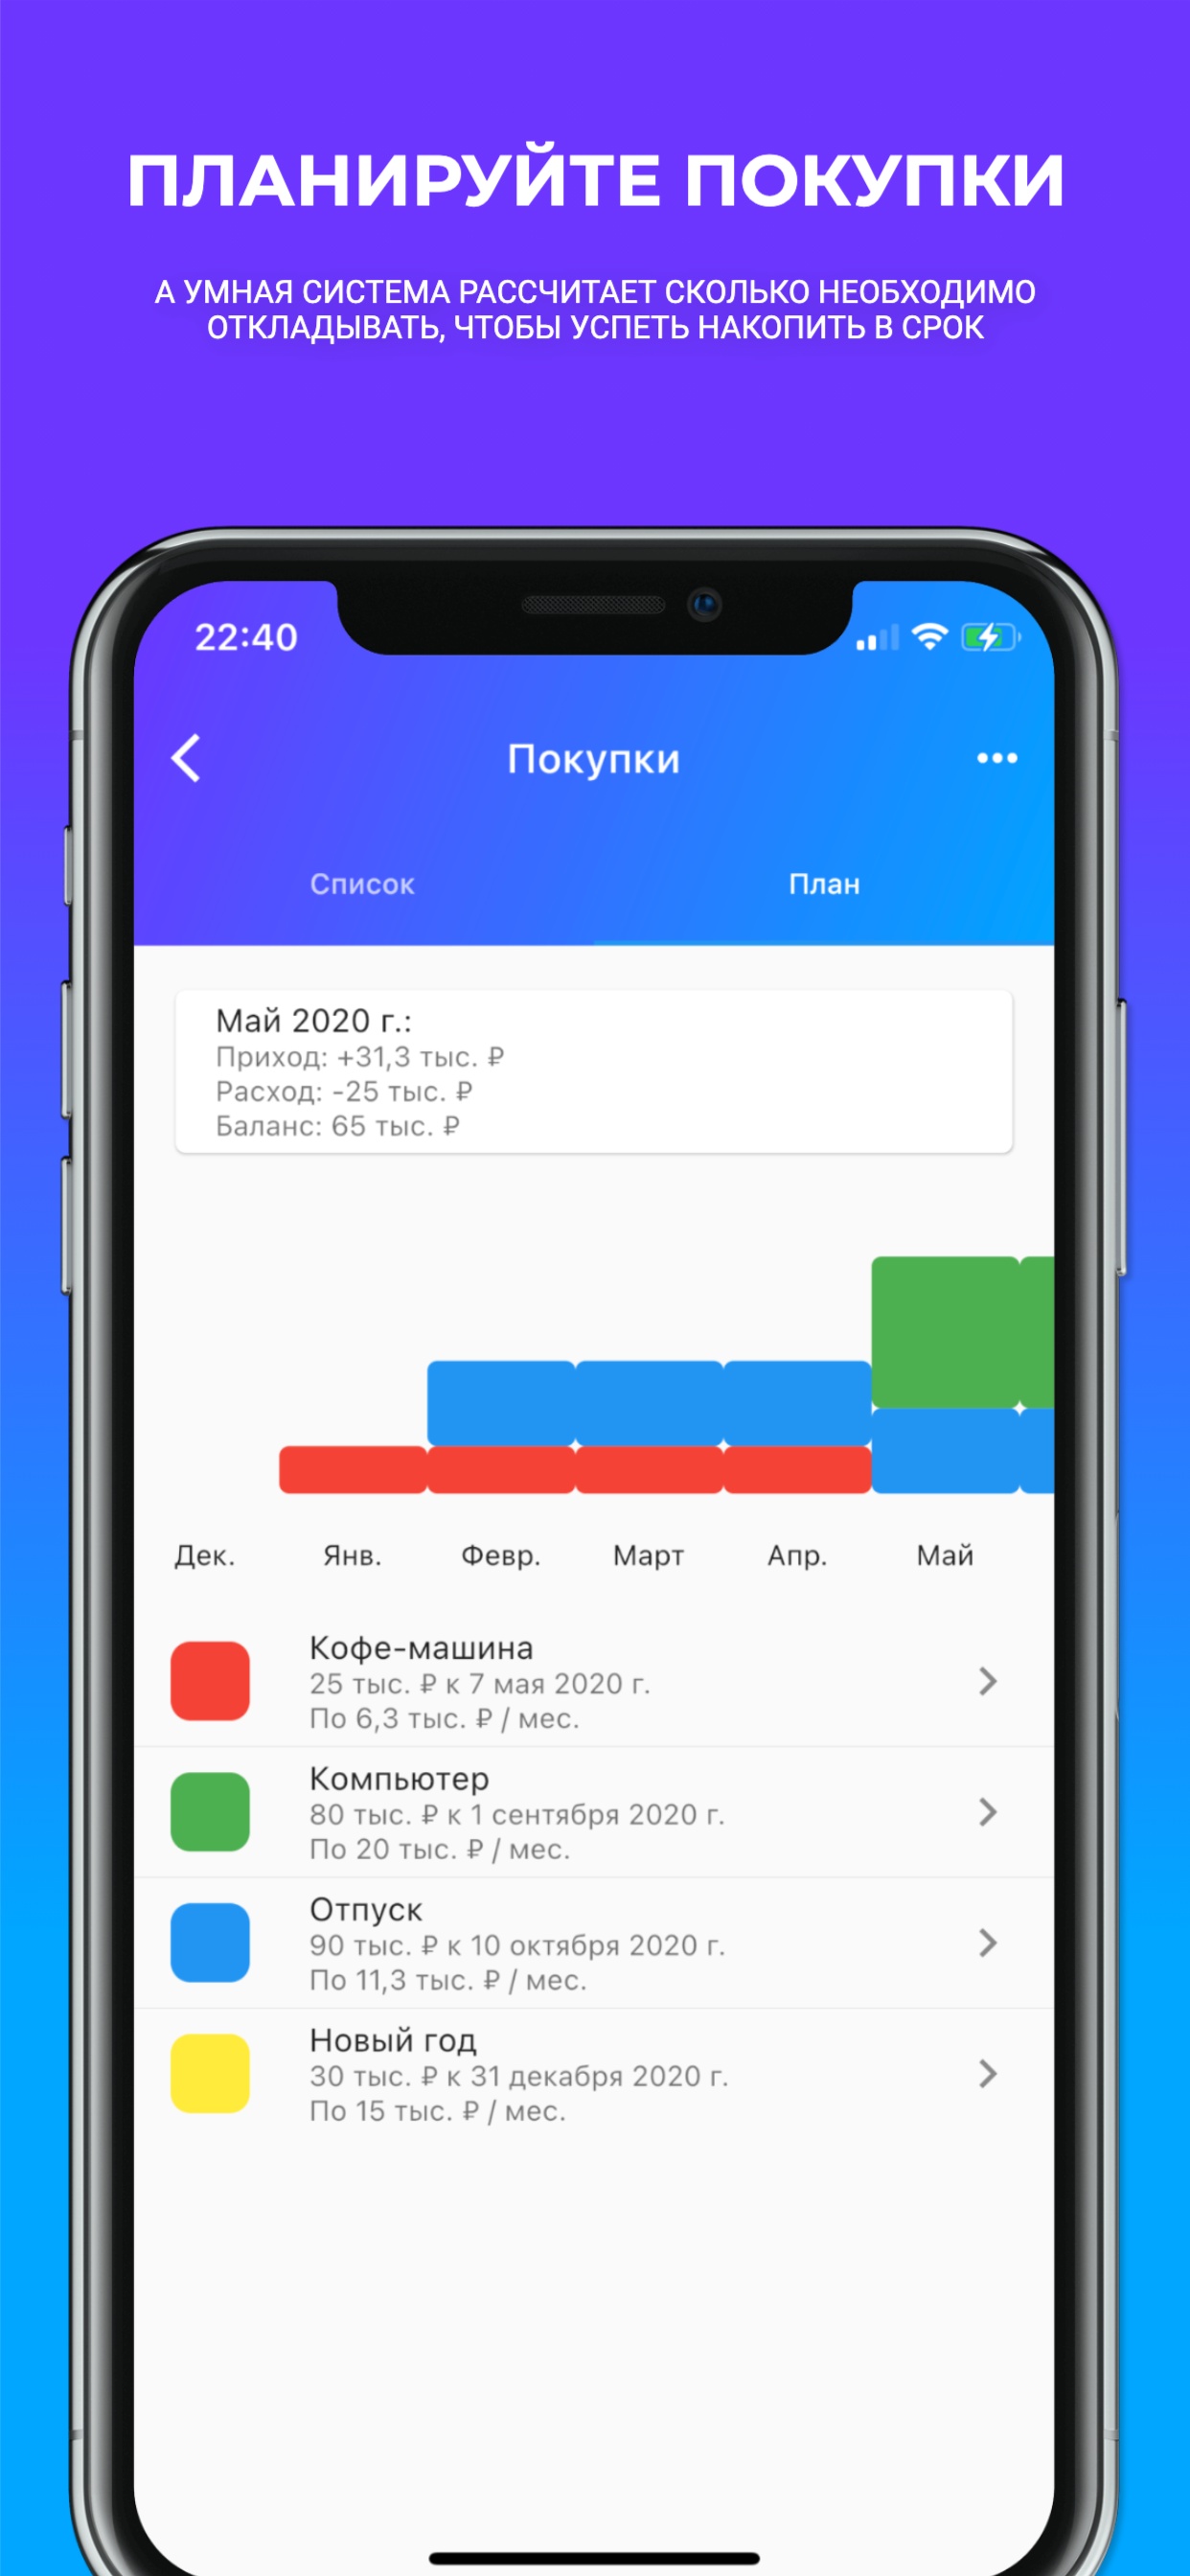 ПЛАНИРУЙТЕ ПОКУПКИ
А УМНАЯ СИСТЕМА РАССЧИТАЕТ СКОЛЬКО НЕОБХОДИМО
ОТКЛАДЫВАТЬ, ЧТОБЫ УСПЕТЬ НАКОПИТЬ В СРОК
22:40
Покупки
Список План
Май 2020 г.:
Приход: +31,3 тыс. ₽
Расход: -25 тыс. ₽
Баланс: 65 тыс. ₽
Дек. Янв. Февр. Март Апр. Май
Кофе-машина
25 тыс. ₽ к 7 мая 2020 г.
По 6,3 тыс. ₽ / мес.
Компьютер
80 тыс. ₽ к 1 сентября 2020 г.
По 20 тыс. ₽ / мес.
Отпуск
90 тыс. ₽ к 10 октября 2020 г.
По 11,3 тыс. ₽ / мес.
Новый год
30 тыс. ₽ к 31 декабря 2020 г.
По 15 тыс. ₽ / мес.